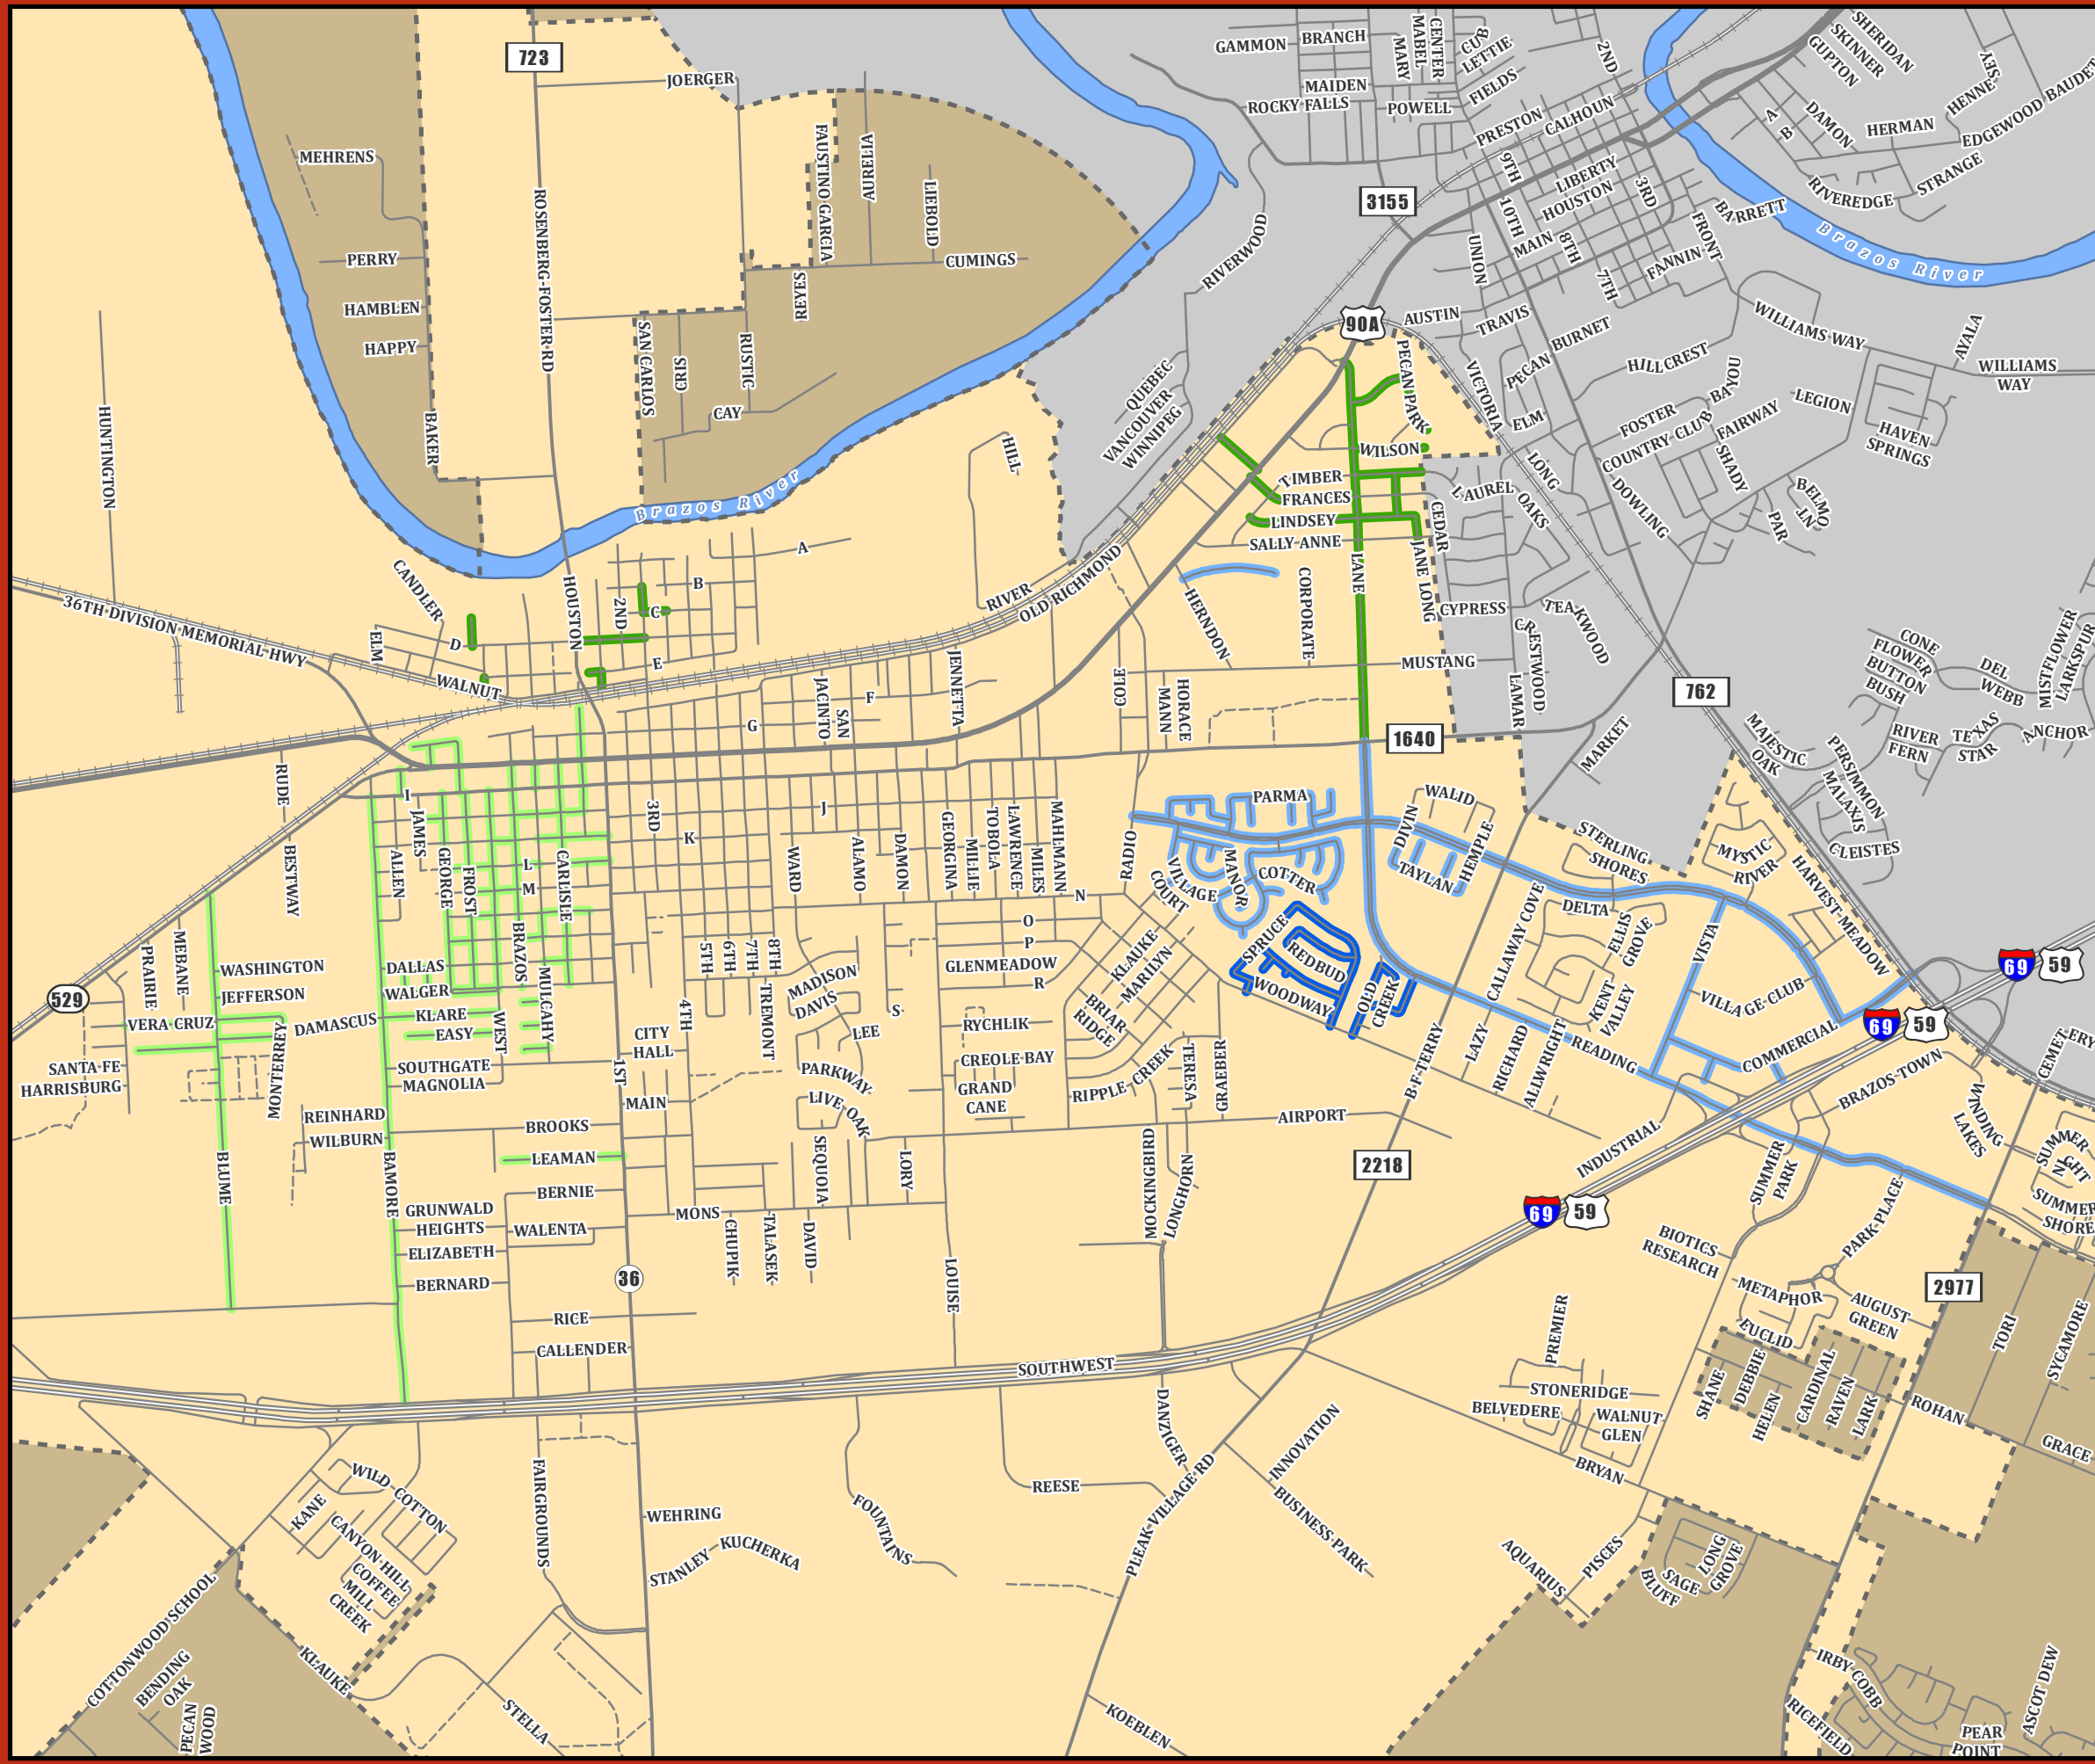 723
JOERGER
GAMMON
BRANCH
MARY
MABEL
CENTER
CUB
LETTIE
2ND
SHERIDAN
SKINNER
GUPTON
HENNESSEY
BAUDET
MAIDEN
ROCKY FALLS
POWELL
FIELDS
PRESTON
CALHOUN
A
B
DAMON
HERMAN
EDGEWOOD
MEHRENS
FAUSTINO GARCIA
AURELIA
LIEBOLD
9TH
LIBERTY
HOUSTON
3RD
STRANGE
RIVEREDGE
3155
ROSENBERG-FOSTER RD
10TH
MAIN
8TH
BARRETT
FRONT
Brazos River
PERRY
CUMINGS
RIVERWOOD
UNION
7TH
FANNIN
HAMBLEN
REYES
HAPPY
SAN CARLOS
CRIS
RUSTIC
90A
AUSTIN
TRAVIS
BURNET
WILLIAMS WAY
AYALA
WILLIAMS
WAY
CAY
QUEBEC
VANCOUVER
WINNIPEG
PECAN PARK
VICTORIA
PECAN
HILLCREST
BAYOU
LEGION
HUNTINGTON
BAKER
HILL
ELM
FOSTER
COUNTRY CLUB
FAIRWAY
HAVEN
SPRINGS
WILSON
Brazos River
TIMBER
FRANCES
LAUREL
OAKS
LONG
DOWLING
SHADY
BELMONT
PAR
LINDSEY
SALLY ANNE
CEDAR
A
B
C
2ND
CANDLER
36TH DIVISION MEMORIAL HWY
ELM
D
HOUSTON
E
RIVER
OLD RICHMOND
HERNDON
CORPORATE
LANE
JANE LONG
CYPRESS
TEAKWOOD
CRESTWOOD
CONE
FLOWER
BUTTON
BUSH
DEL
WEBB
MISTFLOWER
LARKSPUR
WALNUT
JENNETTA
MUSTANG
LAMAR
762
JACINTO
SAN
F
G
COLE
MANN
HORACE
1640
MARKET
MAJESTIC
OAK
PERSIMMON
MALAXIS
RIVER
FERN
TEXAS
STAR
ANCHOR
RUDE
I
JAMES
3RD
J
K
GEORGINA
MILLIE
TOBOLA
LAWRENCE
MILES
MAHLMANN
PARMA
WALID
DIVIN
HEMPLE
TAYLAN
STERLING
SHORES
MYSTIC
RIVER
CLEISTES
BESTWAY
ALLEN
GEORGE
FROST
L
M
CARLISLE
WARD
ALAMO
DAMON
N
RADIO
VILLAGE
COURT
MANOR
COTTER
HARVEST MEADOW
PRAIRIE
MEBANE
WASHINGTON
JEFFERSON
DALLAS
WALGER
BRAZOS
MULCAHY
5TH
6TH
7TH
8TH
O
P
GLENMEADOW
R
S
KLAUKE
MARILYN
SPRUCE
REDBUD
WOODWAY
OLD
CREEK
CALLAWAY COVE
DELTA
ELLIS
GROVE
VISTA
69
59
529
VERA CRUZ
MONTERREY
DAMASCUS
KLARE
EASY
WEST
4TH
TREMONT
MADISON
DAVIS
LEE
RYCHLIK
BRIAR
RIDGE
KENT
VALLEY
VILLAGE CLUB
69
59
SANTA FE
HARRISBURG
SOUTHGATE
MAGNOLIA
1ST
CITY
HALL
PARKWAY
CREOLE BAY
GRAND
CANE
RIPPLE CREEK
TERESA
GRAEBER
B F TERRY
LAZY
RICHARD
ALLWRIGHT
READING
COMMERCIAL
BRAZOS TOWN
REINHARD
WILBURN
BROOKS
MAIN
LIVE OAK
AIRPORT
INDUSTRIAL
LANDING
LAKES
BLUME
BAMORE
LEAMAN
BERNIE
SEQUOIA
LORY
MOCKINGBIRD
LONGHORN
2218
SUMMER
PARK
GRUNWALD
HEIGHTS
WALENTA
MONS
CHUPIK
TALASEK
DAVID
69
59
PARK PLACE
SUMMER
SHORE
ELIZABETH
BERNARD
36
LOUISE
BIOTICS
RESEARCH
METAPHOR
2977
RICE
CALLENDER
SOUTHWEST
PREMIER
EUCLID
AUGUST
GREEN
TORI
SYCAMORE
STONERIDGE
BELVEDERE
WALNUT
GLEN
SHANE
DEBBIE
HELEN
CARDINAL
RAVEN
LARK
ROHAN
GRACE
DANZIGER
INNOVATION
BRYAN
WILD COTTON
KANE
CANYON HILL
COFFEE
MILL
CREEK
FAIRGROUNDS
WEHRING
STANLEY
KUCHERKA
FOUNTAINS
REESE
PLEAK VILLAGE RD
BUSINESS PARK
AQUARIUS
PISCES
LONG
GROVE
SAGE
BLUFF
COTTONWOOD SCHOOL
BENDING
OAK
PECAN
WOOD
KLAUKE
STELLA
KOEBLEN
IRBY COBB
RICEFIELD
PEAR
POINT
ASCOT DEW